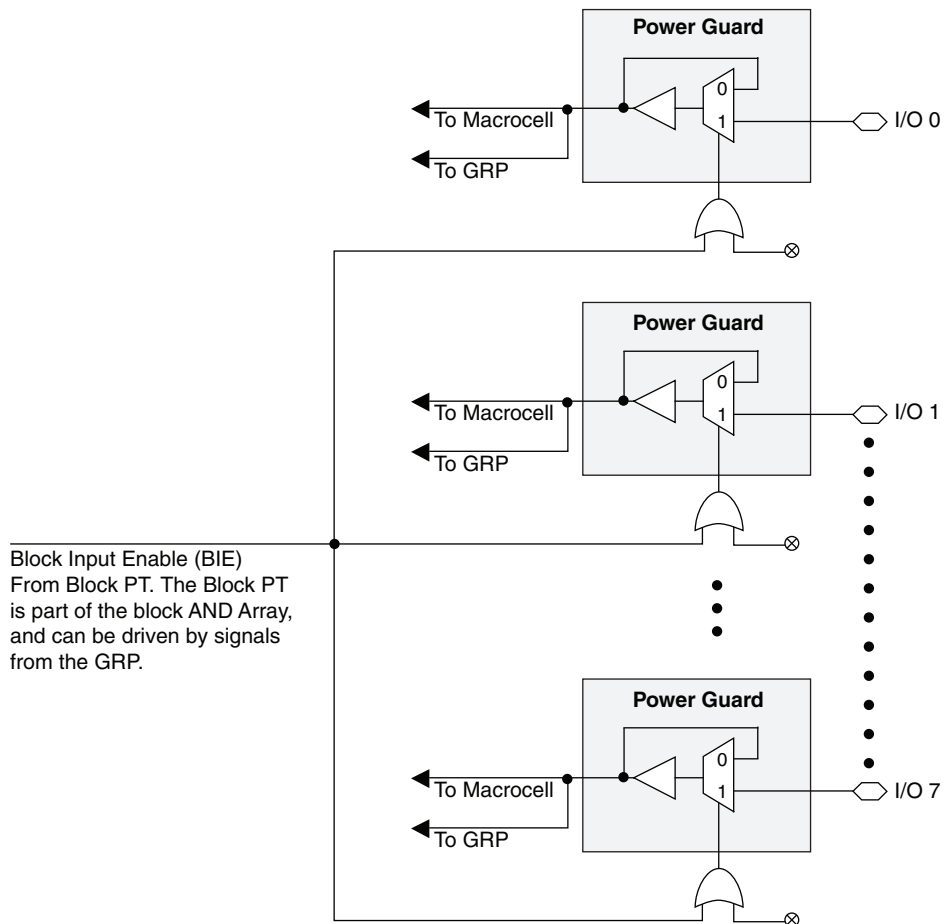 Power Guard
0
1
To Macrocell
To GRP
I/O 0
Power Guard
0
1
To Macrocell
To GRP
I/O 1
Block Input Enable (BIE)
From Block PT. The Block PT
is part of the block AND Array,
and can be driven by signals
from the GRP.
Power Guard
0
1
To Macrocell
To GRP
I/O 7